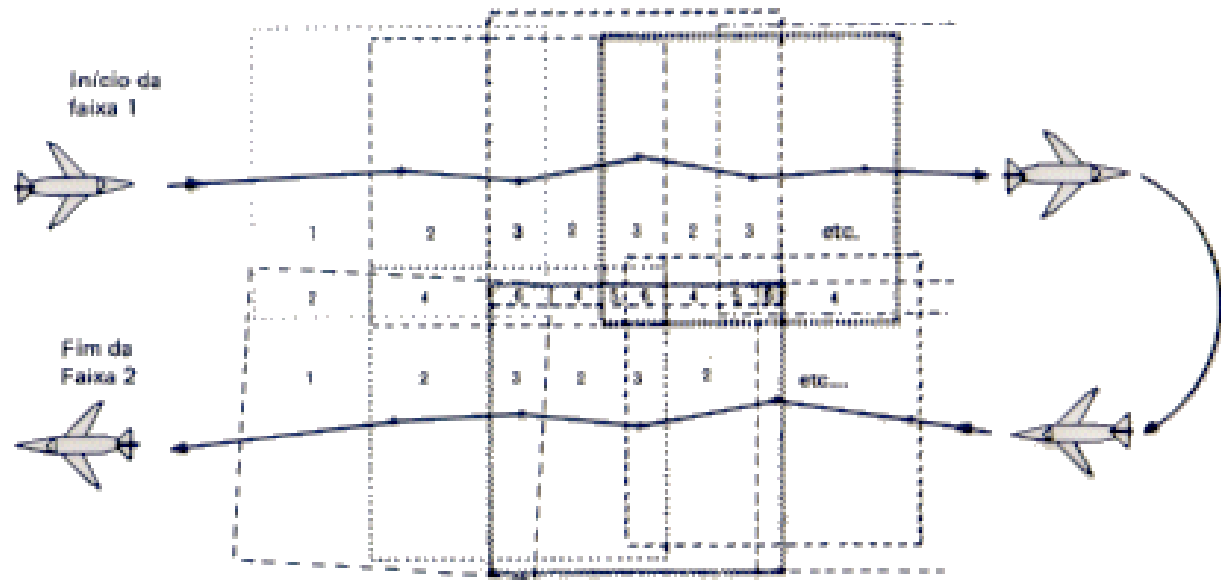 Início da
faixa 1
1 2 3 2 3 2 3 etc.
2 4 4 4 4
Fim da
Faixa 2
1 2 3 2 3 2 etc...